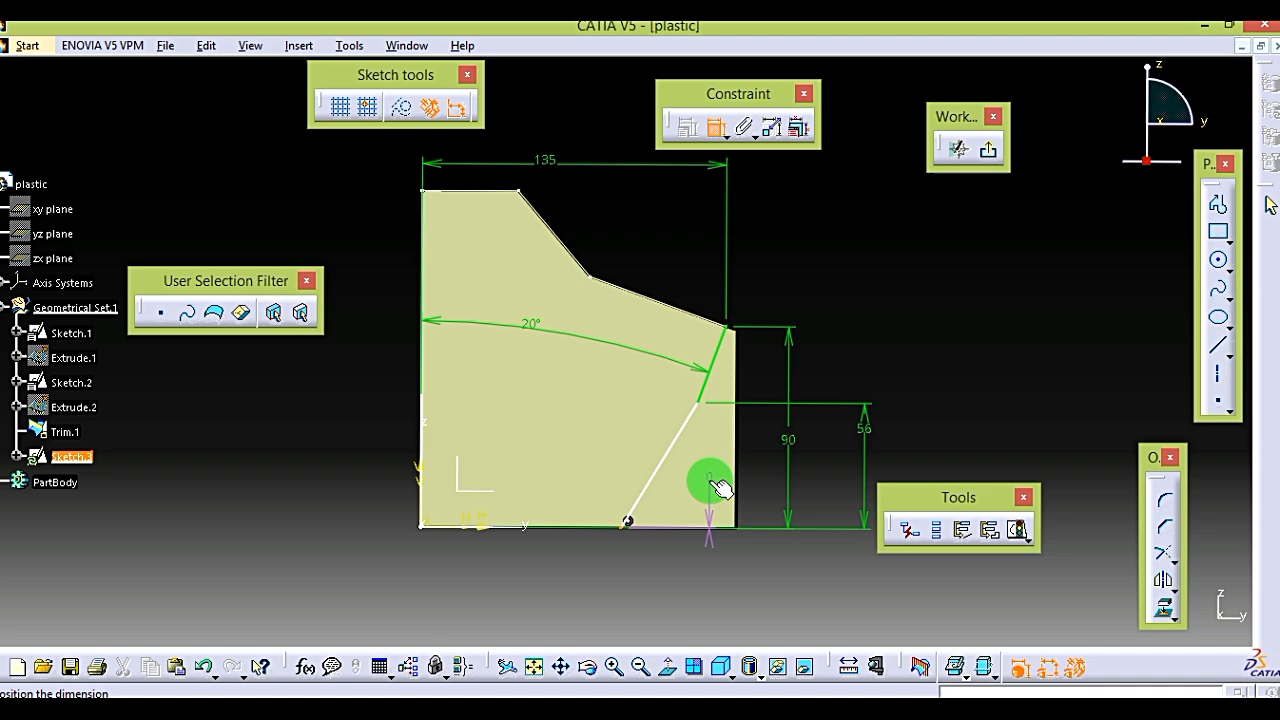 CATIA V5 - [plastic]
Start ENOVIA V5 VPM File Edit View Insert Tools Window Help
Sketch tools
Constraint
Work...
P..
z
x
y
135
plastic
xy plane
yz plane
zx plane
Axis Systems
Geometrical Set.1
Sketch.1
Extrude.1
Sketch.2
Extrude.2
Trim.1
Sketch.3
PartBody
User Selection Filter
20°
90
56
0
z
y
H
O.
Tools
z
x
y
f(x)
CATIA
osition the dimension